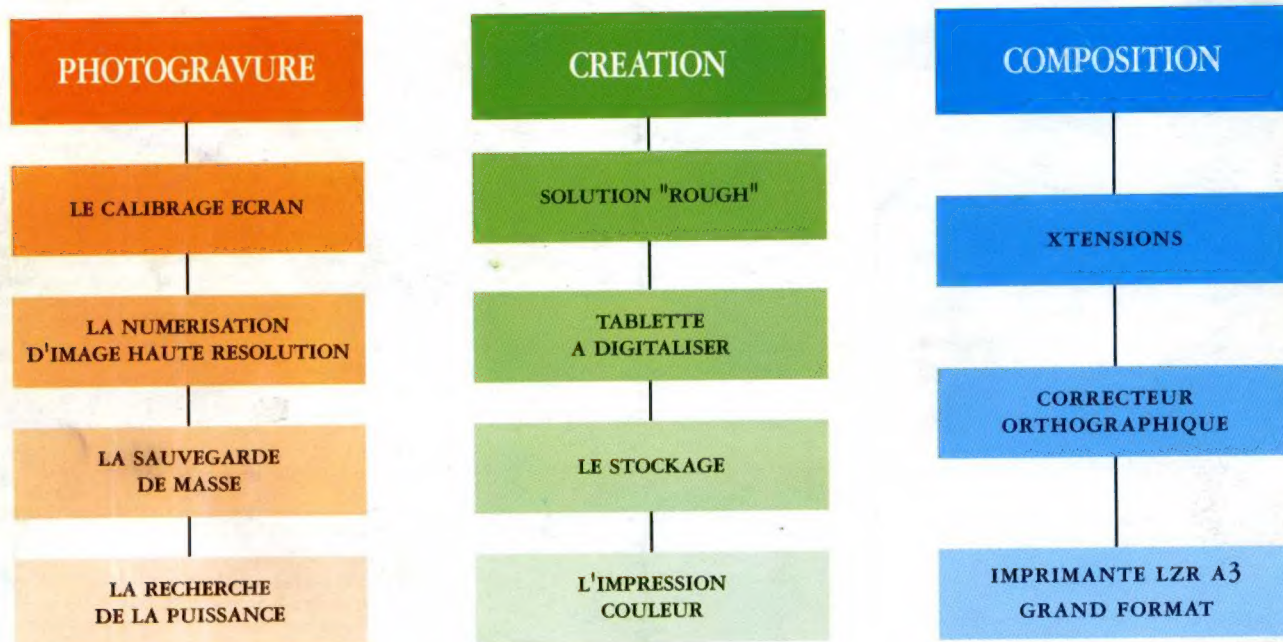 PHOTOGRAVURE
LE CALIBRAGE ECRAN
LA NUMERISATION
D'IMAGE HAUTE RESOLUTION
LA SAUVEGARDE
DE MASSE
LA RECHERCHE
DE LA PUISSANCE
CREATION
SOLUTION "ROUGH"
TABLETTE
A DIGITALISER
LE STOCKAGE
L'IMPRESSION
COULEUR
COMPOSITION
XTENSIONS
CORRECTEUR
ORTHOGRAPHIQUE
IMPRIMANTE LZR A3
GRAND FORMAT